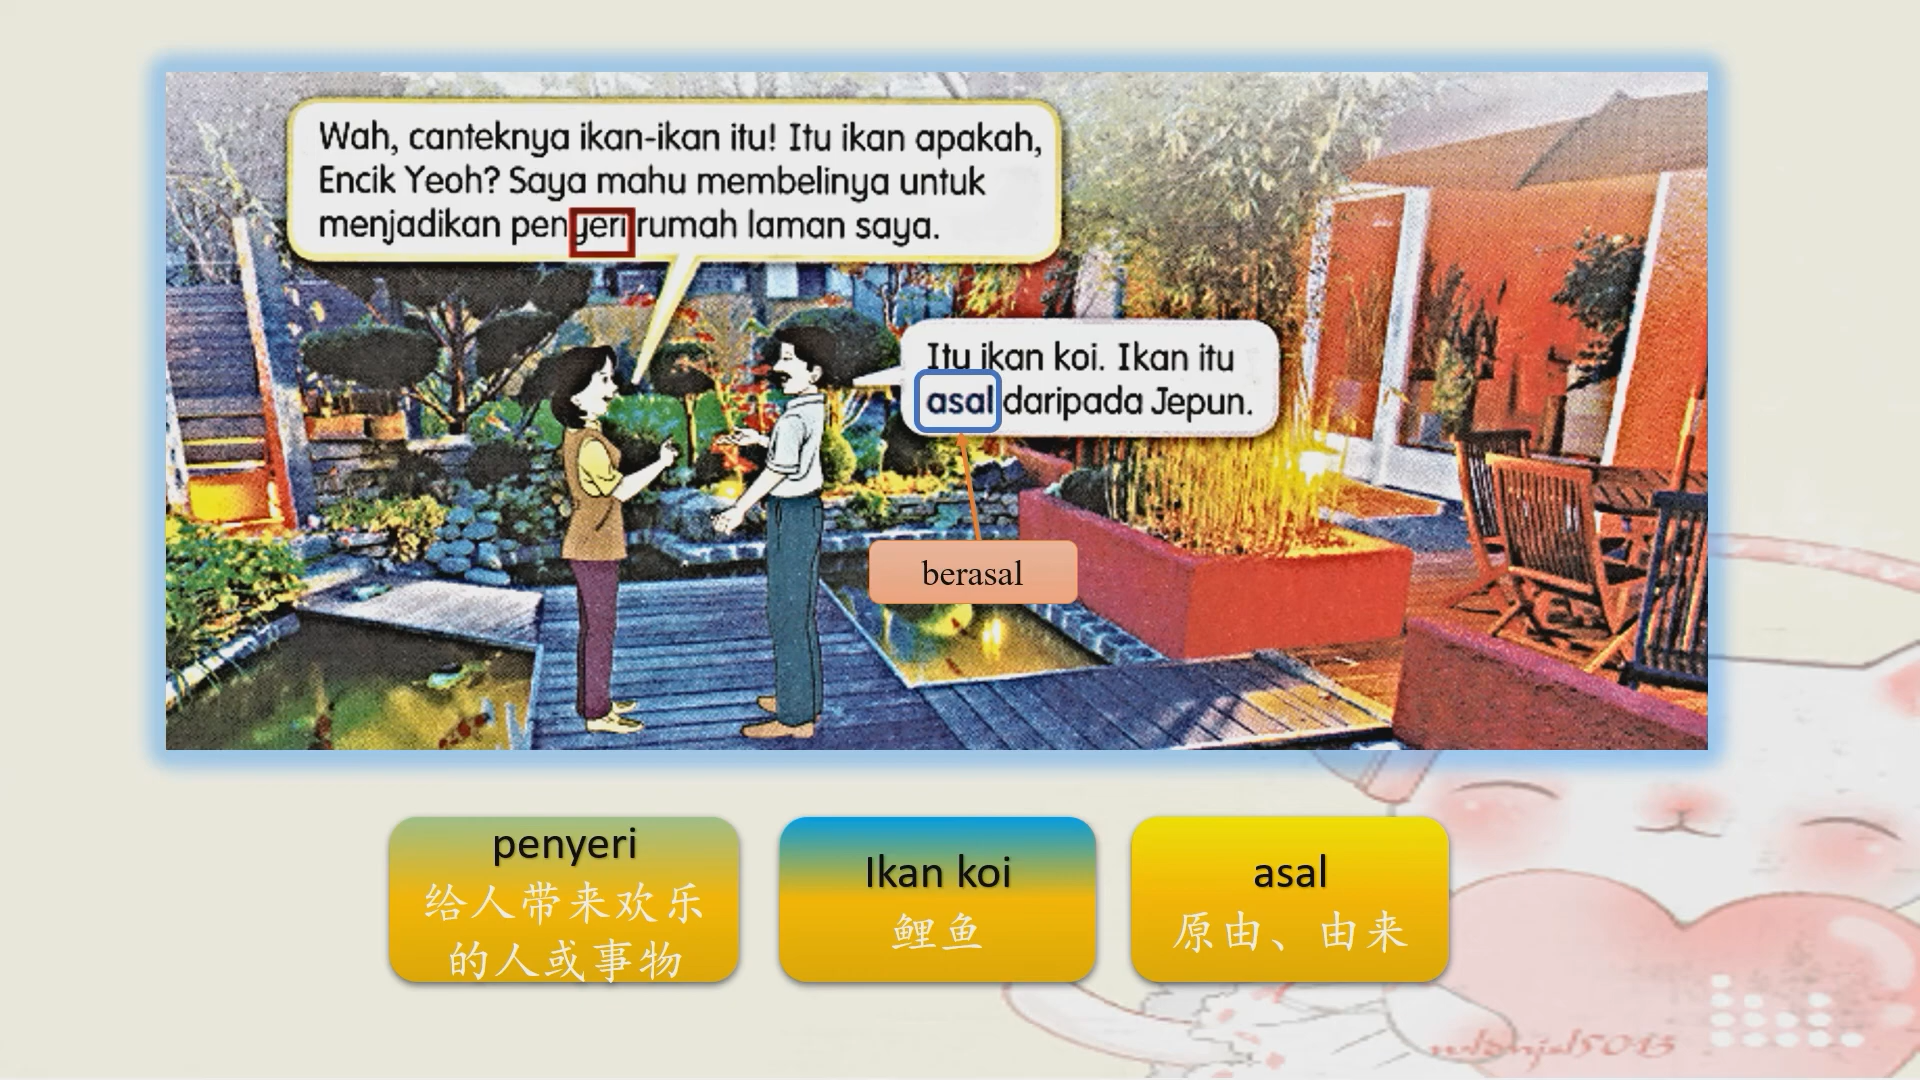 Wah, canteknya ikan-ikan itu! Itu ikan apakah,
Encik Yeoh? Saya mahu membelinya untuk
menjadikan penyeri rumah laman saya.
Itu ikan koi. Ikan itu
asal daripada Jepun.
berasal
penyeri
给人带来欢乐
的人或事物
Ikan koi
鲤鱼
asal
原由、由来